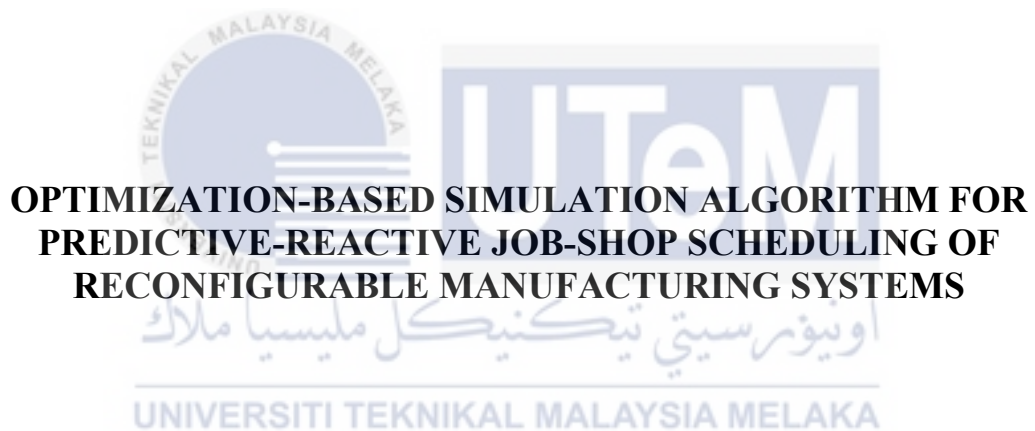 TEKNIKAL MALAYSIA MELAKA
UTeM
OPTIMIZATION-BASED SIMULATION ALGORITHM FOR
PREDICTIVE-REACTIVE JOB-SHOP SCHEDULING OF
RECONFIGURABLE MANUFACTURING SYSTEMS
اونيۏرسيتي تيكنيكل مليسيا ملاك
UNIVERSITI TEKNIKAL MALAYSIA MELAKA